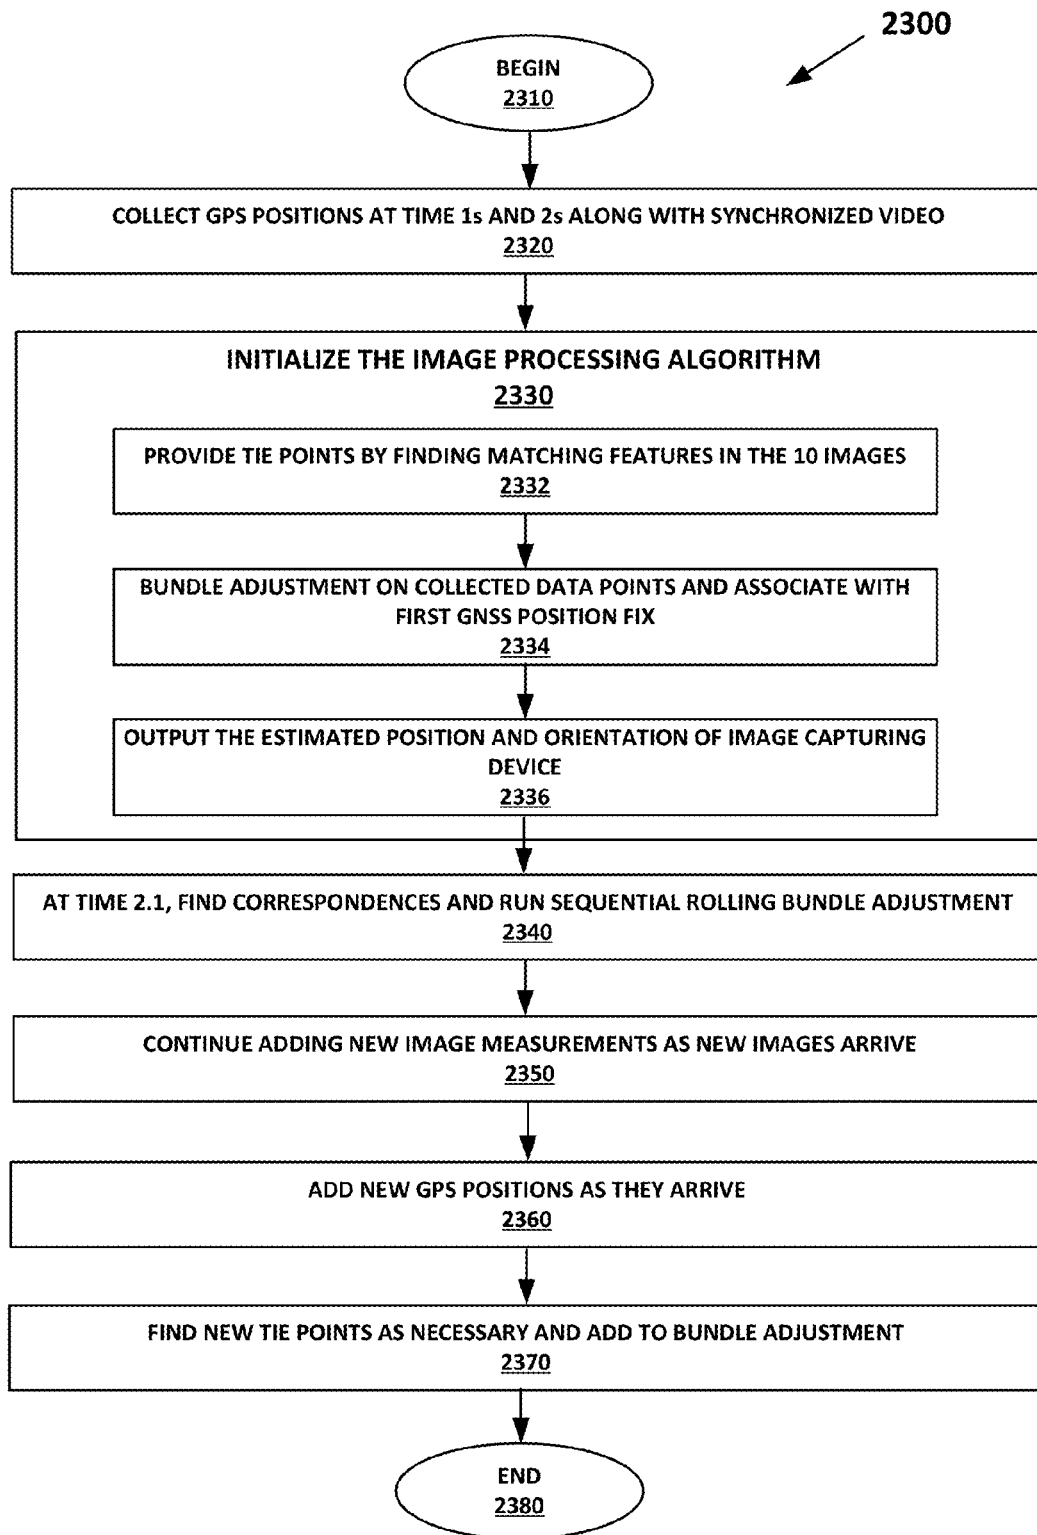 2300
BEGIN
2310
COLLECT GPS POSITIONS AT TIME 1s AND 2s ALONG WITH SYNCHRONIZED VIDEO
2320
INITIALIZE THE IMAGE PROCESSING ALGORITHM
2330
PROVIDE TIE POINTS BY FINDING MATCHING FEATURES IN THE 10 IMAGES
2332
BUNDLE ADJUSTMENT ON COLLECTED DATA POINTS AND ASSOCIATE WITH
FIRST GNSS POSITION FIX
2334
OUTPUT THE ESTIMATED POSITION AND ORIENTATION OF IMAGE CAPTURING
DEVICE
2336
AT TIME 2.1, FIND CORRESPONDENCES AND RUN SEQUENTIAL ROLLING BUNDLE ADJUSTMENT
2340
CONTINUE ADDING NEW IMAGE MEASUREMENTS AS NEW IMAGES ARRIVE
2350
ADD NEW GPS POSITIONS AS THEY ARRIVE
2360
FIND NEW TIE POINTS AS NECESSARY AND ADD TO BUNDLE ADJUSTMENT
2370
END
2380